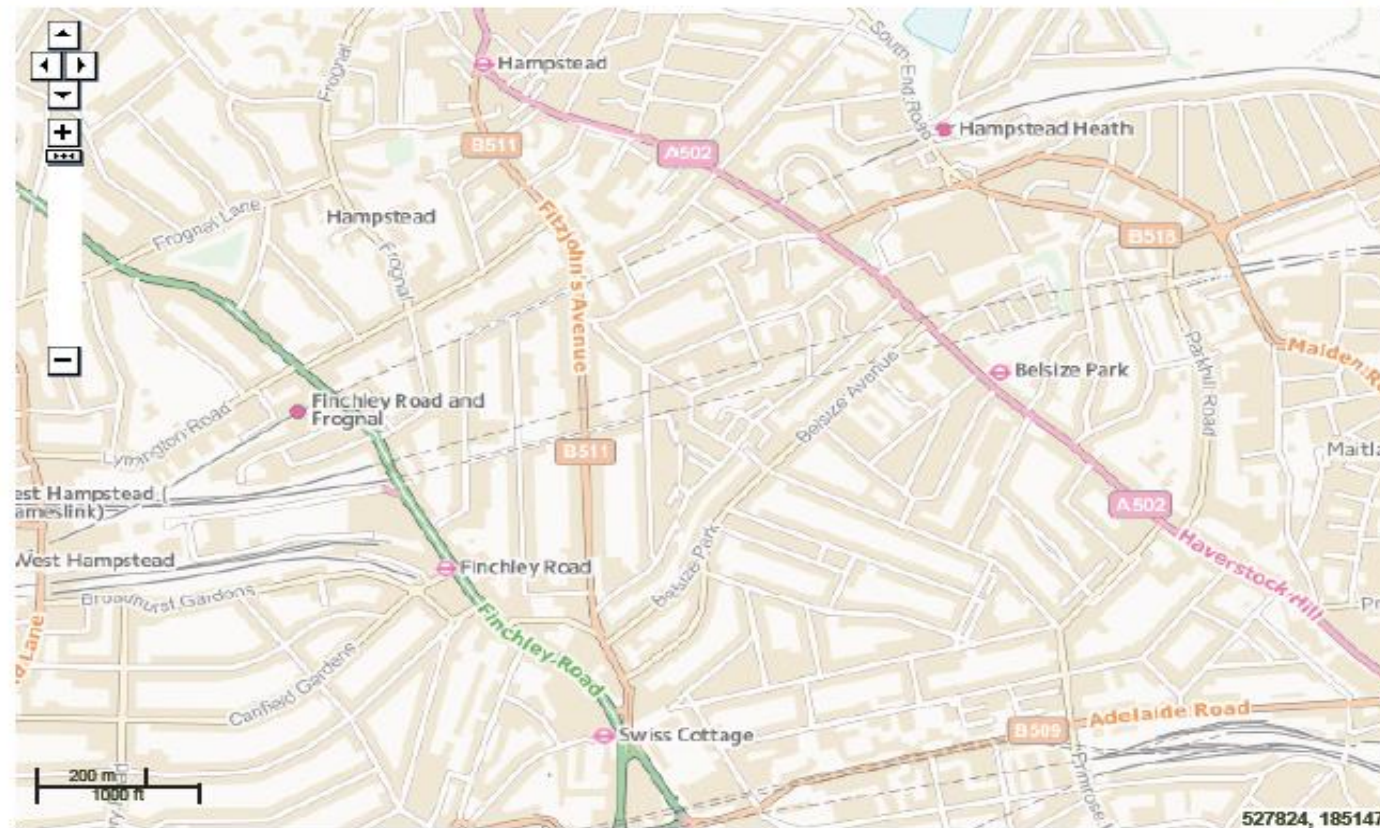 Hampstead
South End Road
Frognal
Hampstead Heath
B511
A502
Frognal Lane
Hampstead
Fitzjohn's Avenue
B518
Frognal
Parkhill Road
Belsize Park
Belsize Avenue
Finchley Road and
Frognal
Lymington Road
B511
Maitla
est Hampstead (
ameslink)
A502
West Hampstead
Finchley Road
Belsize Park
Haverstock Hill
Broadhurst Gardens
Pr
Finchley Road
Canfield Gardens
Adelaide Road
Swiss Cottage
B509
200 m
1000 ft
527824, 185147